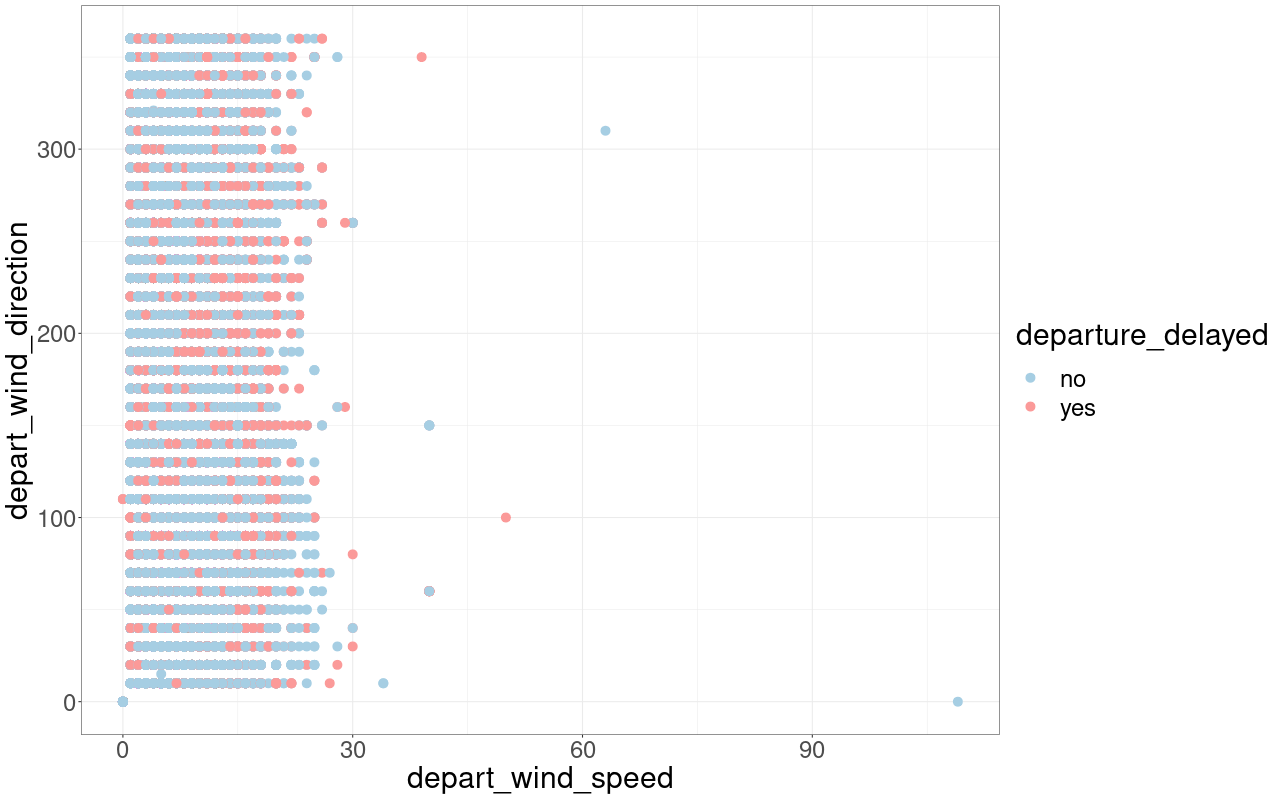 300
200
100
0
depart_wind_direction
0
30
60
90
depart_wind_speed
departure_delayed
no
yes